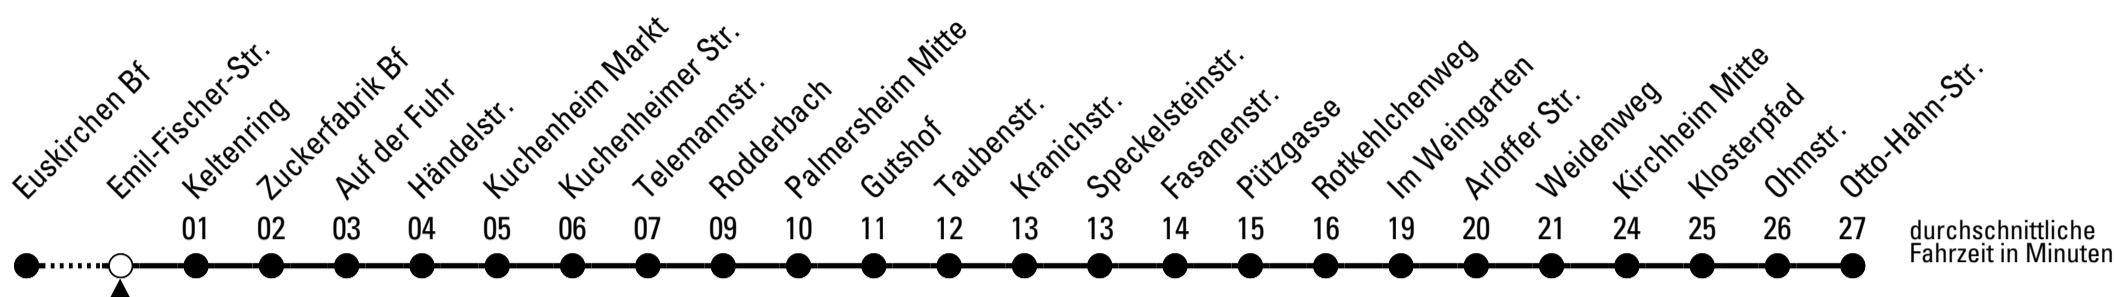 Euskirchen Bf
Emil-Fischer-Str.
Keltenring
Zuckerfabrik Bf
Auf der Fuhr
Händelstr.
Kuchenheim Markt
Kuchenheimer Str.
Telemannstr.
Rodderbach
Palmersheim Mitte
Gutshof
Taubenstr.
Kranichstr.
Speckelsteinstr.
Fasanenstr.
Pützgasse
Rotkehlchenweg
Im Weingarten
Arloffer Str.
Weidenweg
Kirchheim Mitte
Klosterpfad
Ohmstr.
Otto-Hahn-Str.
01 02 03 04 05 06 07 09 10 11 12 13 13 14 15 16 19 20 21 24 25 26 27
durchschnittliche
Fahrzeit in Minuten